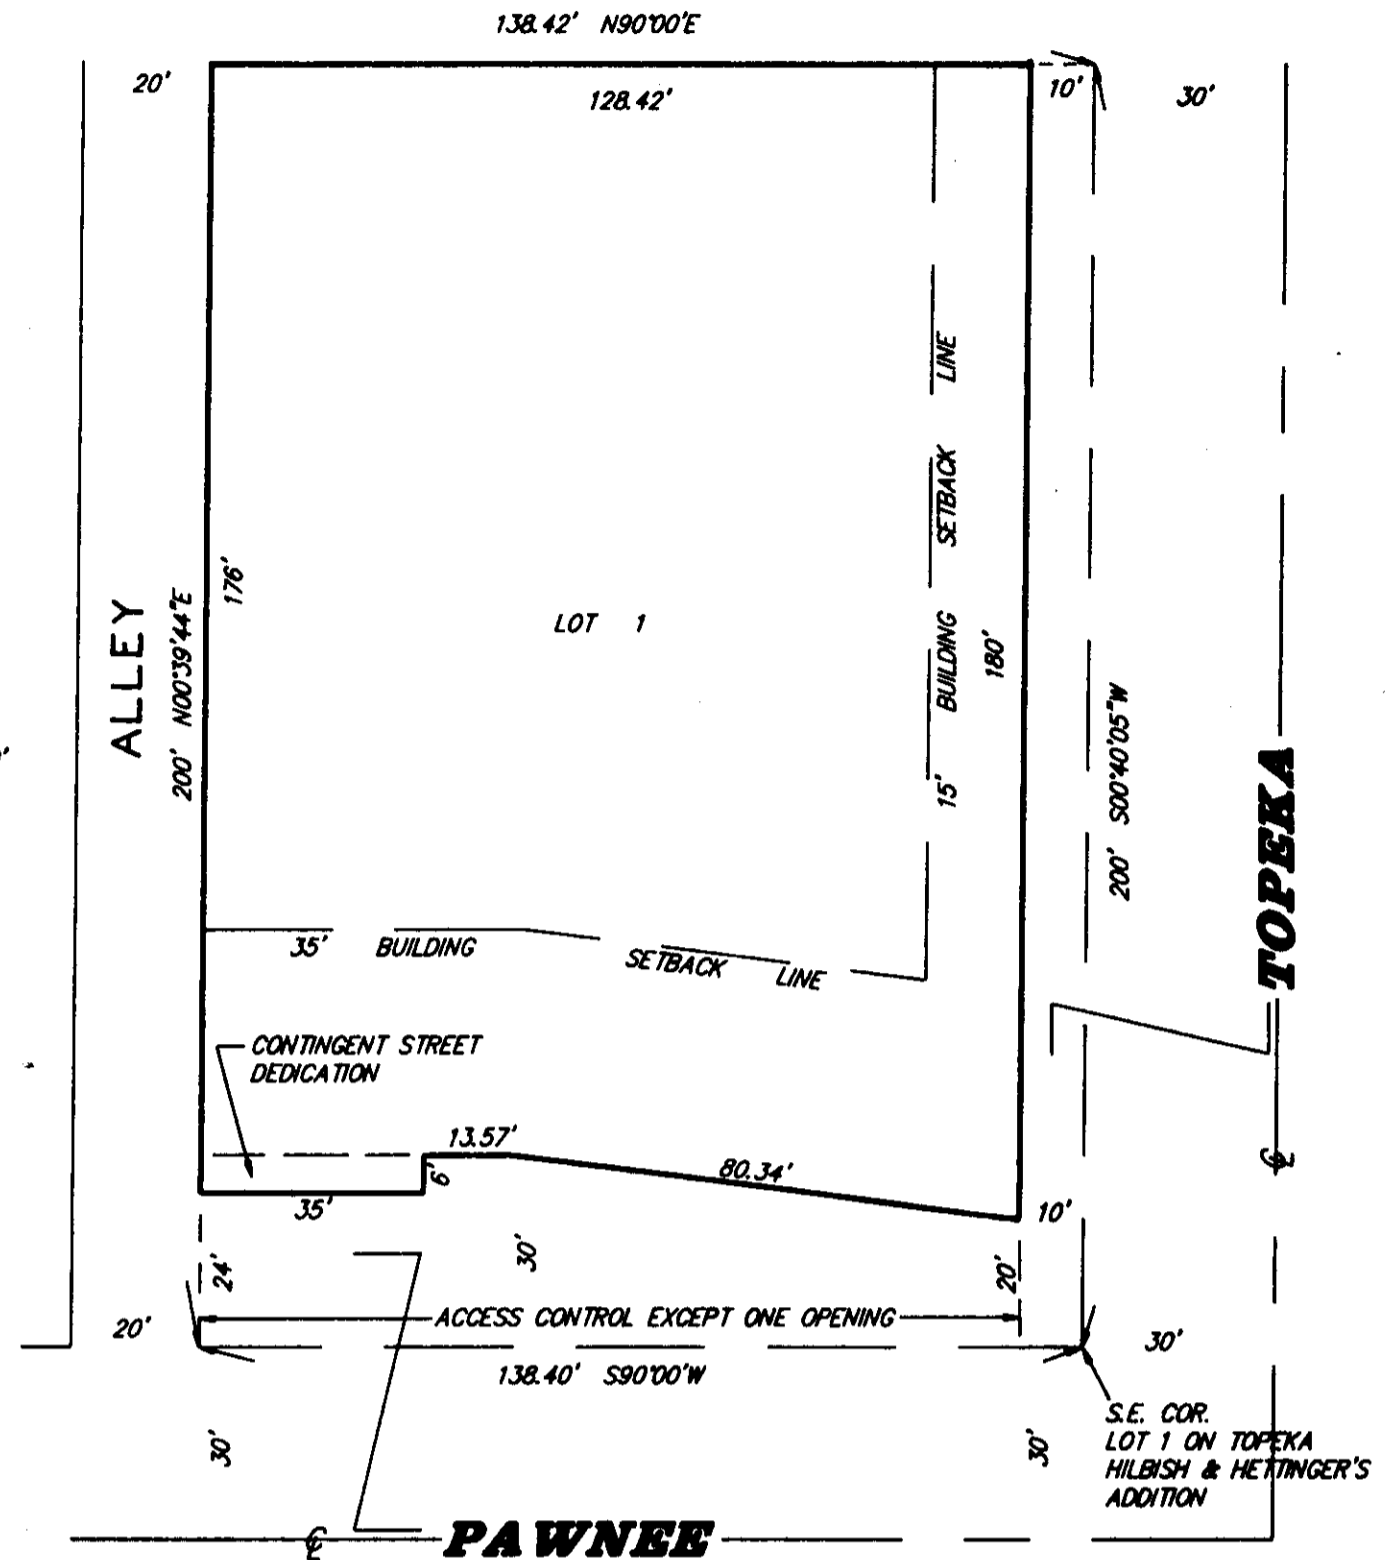 138.42' N90°00'E
20'
128.42'
10'
30'
LOT 1
176'
ALLEY
200' N00°39'44"E
15' BUILDING SETBACK LINE
180'
200' S00°40'05"W
TOPEKA
35' BUILDING SETBACK LINE
CONTINGENT STREET
DEDICATION
13.57'
6'
80.34'
35'
10'
24'
30'
20'
ACCESS CONTROL EXCEPT ONE OPENING
20'
138.40' S90°00'W
30'
S.E. COR.
LOT 1 ON TOPEKA
HILBISH & HETTINGER'S
ADDITION
30'
30'
℄
℄
PAWNEE